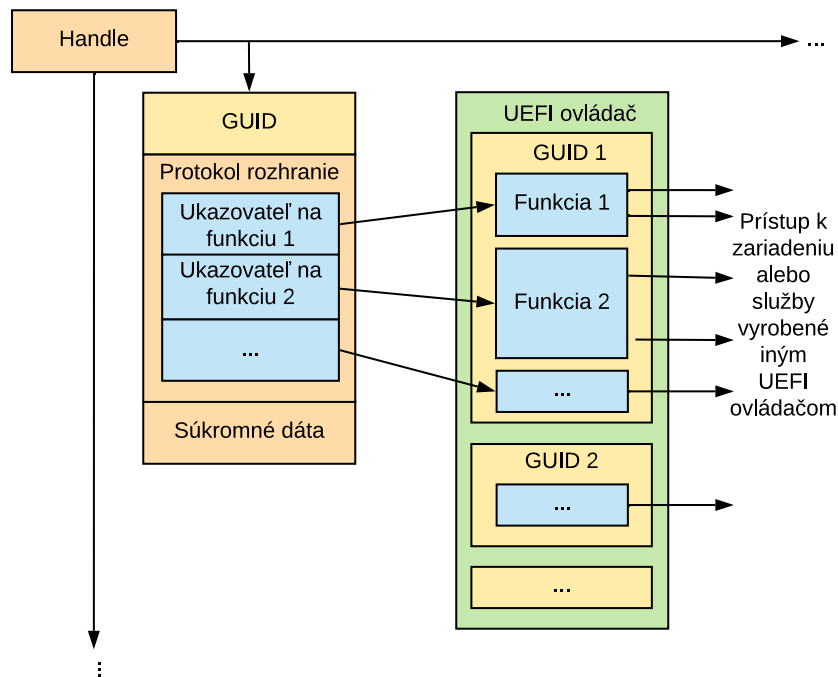 Handle
...
GUID
Protokol rozhranie
Ukazovateľ na
funkciu 1
Ukazovateľ na
funkciu 2
...
Súkromné dáta
UEFI ovládač
GUID 1
Funkcia 1
Funkcia 2
...
GUID 2
...
...
Prístup k
zariadeniu
alebo
služby
vyrobené
iným
UEFI
ovládačom
...